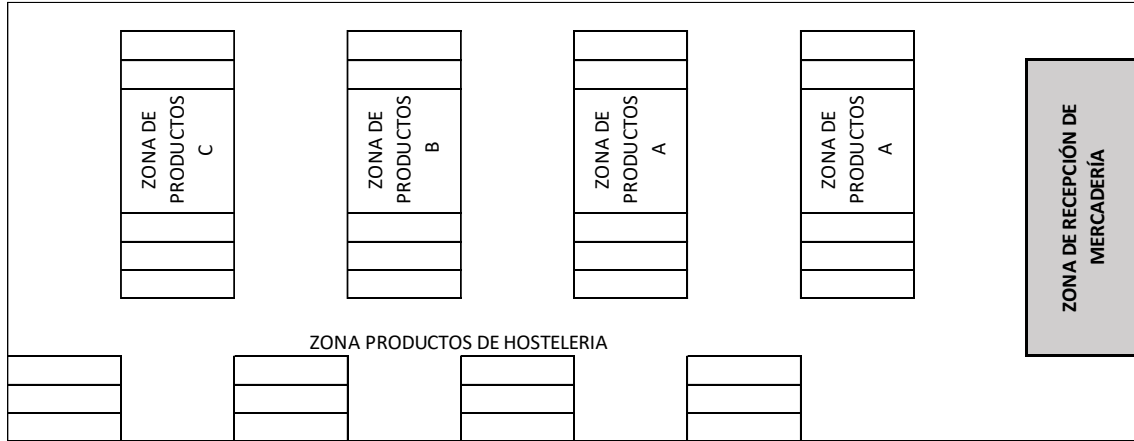 ZONA DE
PRODUCTOS
C
ZONA DE
PRODUCTOS
B
ZONA DE
PRODUCTOS
A
ZONA DE
PRODUCTOS
A
ZONA DE RECEPCIÓN DE
MERCADERÍA
ZONA PRODUCTOS DE HOSTELERIA